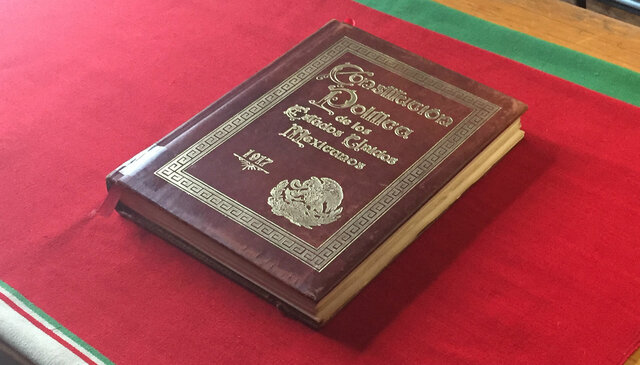 Constitución
Política
de los
Estados Unidos
Mexicanos
1917